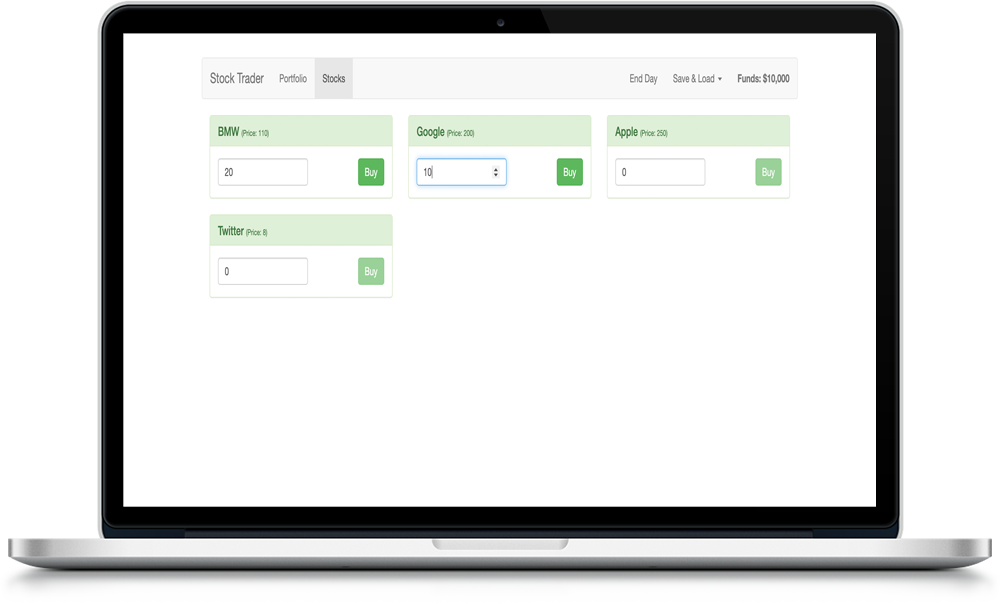 Stock Trader Portfolio Stocks End Day Save & Load Funds: $10,000
BMW (Price: 110) Google (Price: 200) Apple (Price: 250)
20 Buy 10 Buy 0 Buy
Twitter (Price: 8)
0 Buy